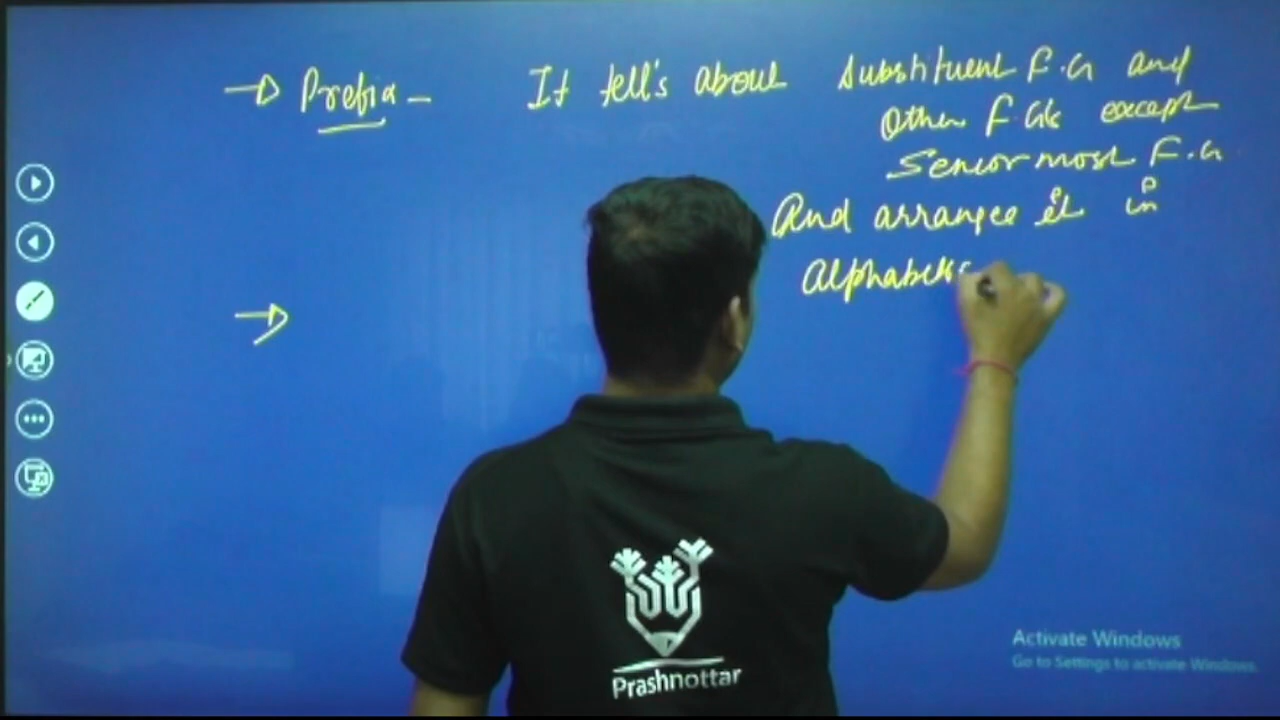 → Prefix - It tell's about substituent F.G and
Other F.Gs except
Senior most F.G.
And arrange it in
Alphabe
→
Prashnottar
Activate Windows
Go to Settings to activate Windows.